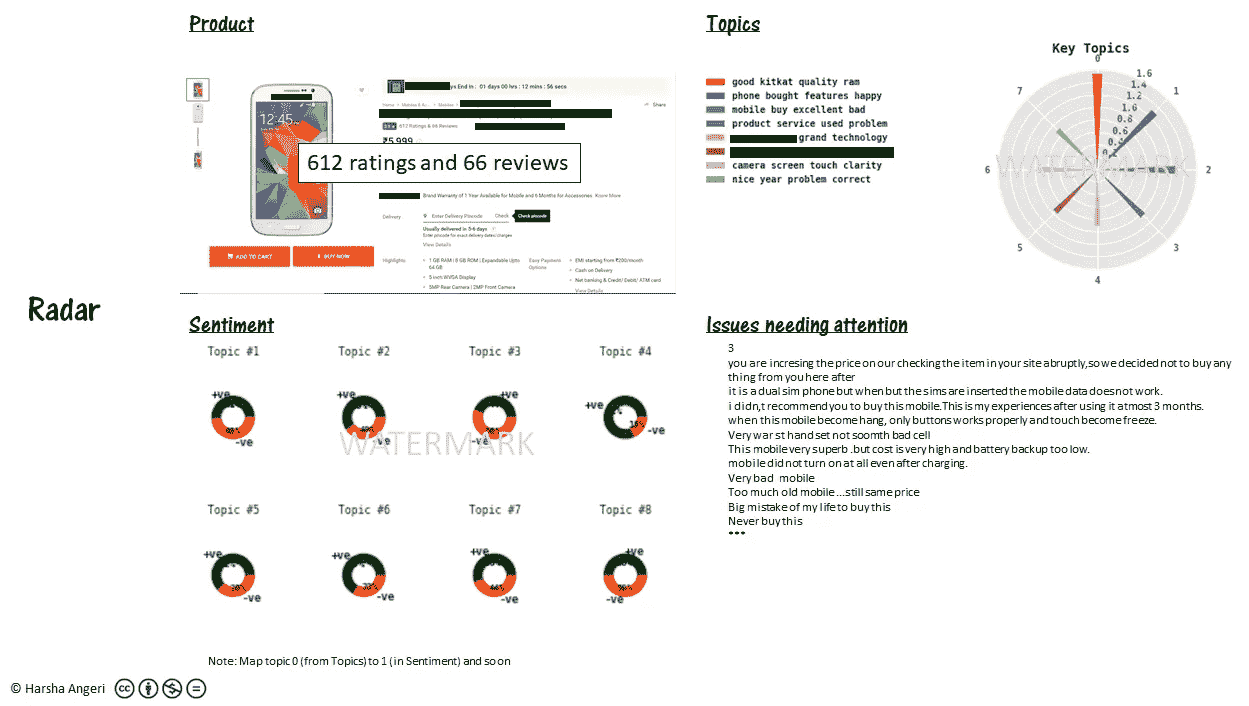 Product
Topics
Key Topics
ys End in : 01 days 00 hrs : 12 mins : 56 secs
Share
612 Ratings & 66 Reviews
₹5,999
12:45
612 ratings and 66 reviews
Brand Warranty of 1 Year Available for Mobile and 6 Months for Accessories Know More
Delivery
Enter Delivery Pincode
Check
Check pincode
Usually delivered in 3-6 days
Enter pincode for exact delivery dates/charges
View Details
ADD TO CART
BUY NOW
Highlights
1 GB RAM | 8 GB ROM | Expandable Upto 64 GB
5 inch WVGA Display
5MP Rear Camera | 2MP Front Camera
Easy Payment Options
EMI starting from ₹200/month
Cash on Delivery
Net banking & Credit/ Debit/ ATM card
View Details
good kitkat quality ram
phone bought features happy
mobile buy excellent bad
product service used problem
grand technology
camera screen touch clarity
nice year problem correct
0
1
2
3
4
5
6
7
1.6
1.4
1.2
1.0
0.8
0.6
WATERMARK
Radar
Sentiment
Topic #1
Topic #2
Topic #3
Topic #4
+ve
-ve
+ve
-ve
+ve
-ve
+ve
-ve
WATERMARK
Topic #5
Topic #6
Topic #7
Topic #8
+ve
-ve
+ve
-ve
+ve
-ve
+ve
-ve
Note: Map topic 0 (from Topics) to 1 (in Sentiment) and so on
Issues needing attention
3
you are incresing the price on our checking the item in your site abruptly,so we decided not to buy any
thing from you here after
it is a dual sim phone but when but the sims are inserted the mobile data does not work.
i didn,t recommend you to buy this mobile.This is my experiences after using it atmost 3 months.
when this mobile become hang, only buttons works properly and touch become freeze.
Very war st hand set not soomth bad cell
This mobile very superb .but cost is very high and battery backup too low.
mobile did not turn on at all even after charging.
Very bad mobile
Too much old mobile ...still same price
Big mistake of my life to buy this
Never buy this
***
© Harsha Angeri
cc